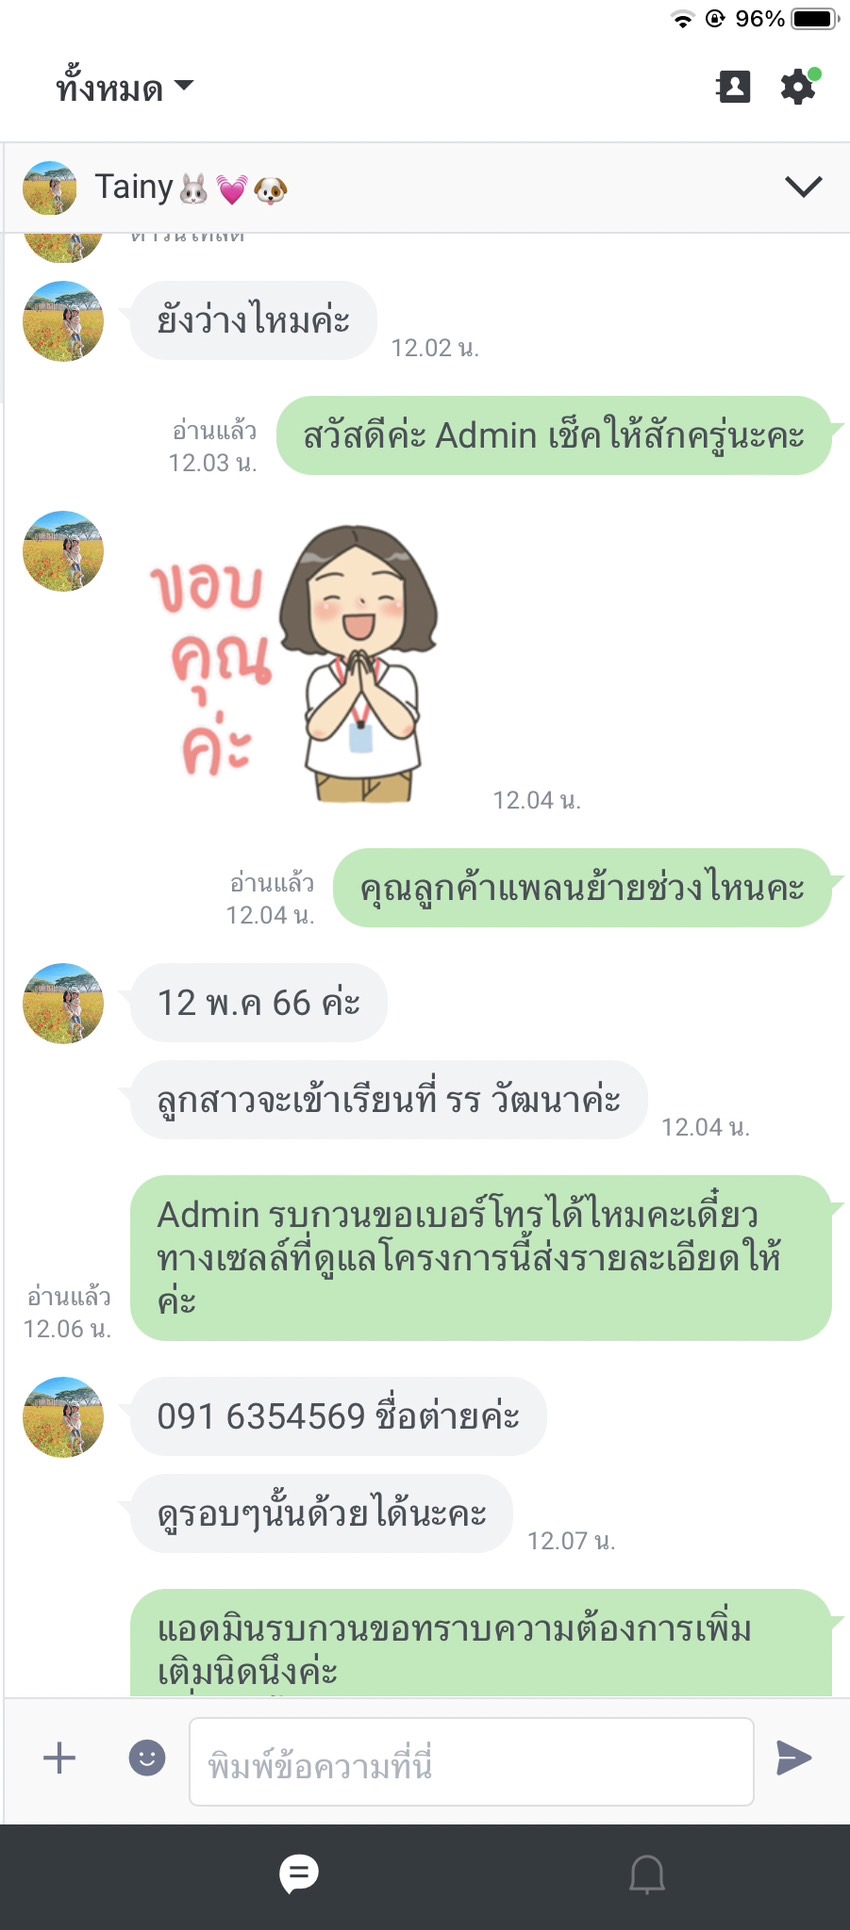 96%
ทั้งหมด
Tainy🐰💓🐶
ยังว่างไหมค่ะ
12.02 น.
สวัสดีค่ะ Admin เช็คให้สักครู่นะคะ
อ่านแล้ว
12.03 น.
ขอบ
คุณ
ค่ะ
12.04 น.
คุณลูกค้าแพลนย้ายช่วงไหนคะ
อ่านแล้ว
12.04 น.
12 พ.ค 66 ค่ะ
ลูกสาวจะเข้าเรียนที่ รร วัฒนาค่ะ
12.04 น.
Admin รบกวนขอเบอร์โทรได้ไหมคะเดี๋ยว
ทางเซลล์ที่ดูแลโครงการนี้ส่งรายละเอียดให้
ค่ะ
อ่านแล้ว
12.06 น.
091 6354569 ชื่อต่ายค่ะ
ดูรอบๆนั้นด้วยได้นะคะ
12.07 น.
แอดมินรบกวนขอทราบความต้องการเพิ่ม
เติมนิดนึงค่ะ
พิมพ์ข้อความที่นี่